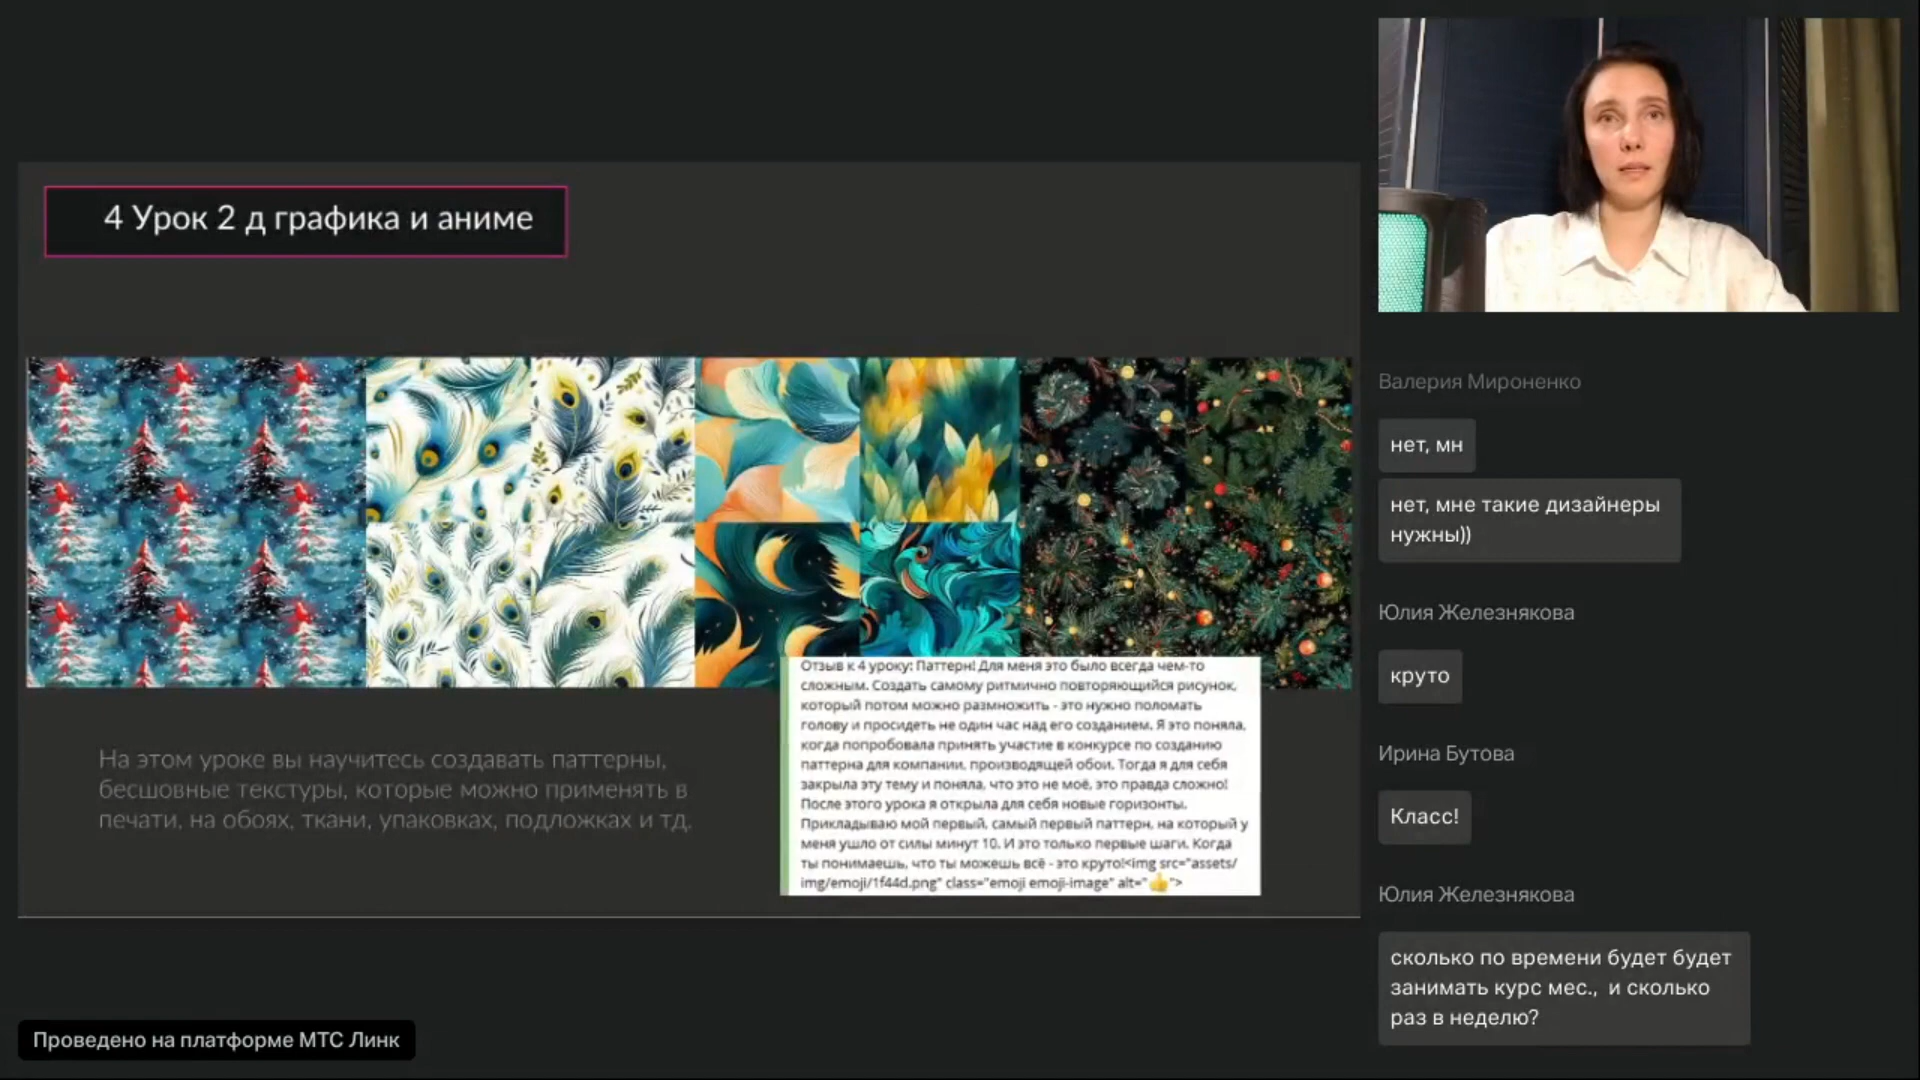 4 Урок 2 д графика и аниме
На этом уроке вы научитесь создавать паттерны,
бесшовные текстуры, которые можно применять в
печати, на обоях, ткани, упаковках, подложках и тд.
Отзыв к 4 уроку: Паттерн! Для меня это было всегда чем-то
сложным. Создать самому ритмично повторяющийся рисунок,
который потом можно размножить - это нужно поломать
голову и просидеть не один час над его созданием. Я это поняла,
когда попробовала принять участие в конкурсе по созданию
паттерна для компании, производящей обои. Тогда я для себя
закрыла эту тему и поняла, что это не моё, это правда сложно!
После этого урока я открыла для себя новые горизонты.
Прикладываю мой первый, самый первый паттерн, на который у
меня ушло от силы минут 10. И это только первые шаги. Когда
ты понимаешь, что ты можешь всё - это круто!<img src="assets/
img/emoji/1f44d.png" class="emoji emoji-image" alt="👍">
Проведено на платформе МТС Линк
Валерия Мироненко
нет, мн
нет, мне такие дизайнеры
нужны))
Юлия Железнякова
круто
Ирина Бутова
Класс!
Юлия Железнякова
сколько по времени будет будет
занимать курс мес., и сколько
раз в неделю?